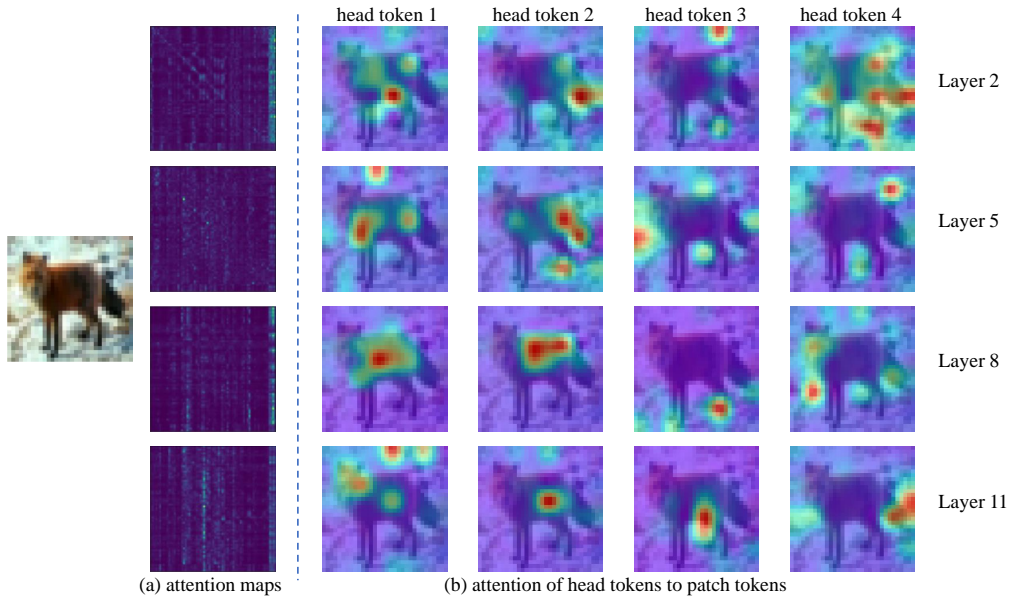 head token 1 head token 2 head token 3 head token 4
Layer 2
Layer 5
Layer 8
Layer 11
(a) attention maps (b) attention of head tokens to patch tokens